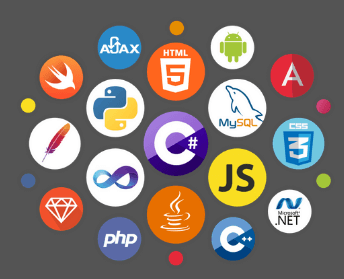 AJAX
HTML
5
A
MySQL
CSS
3
C#
JS
Microsoft
.NET
php
C++